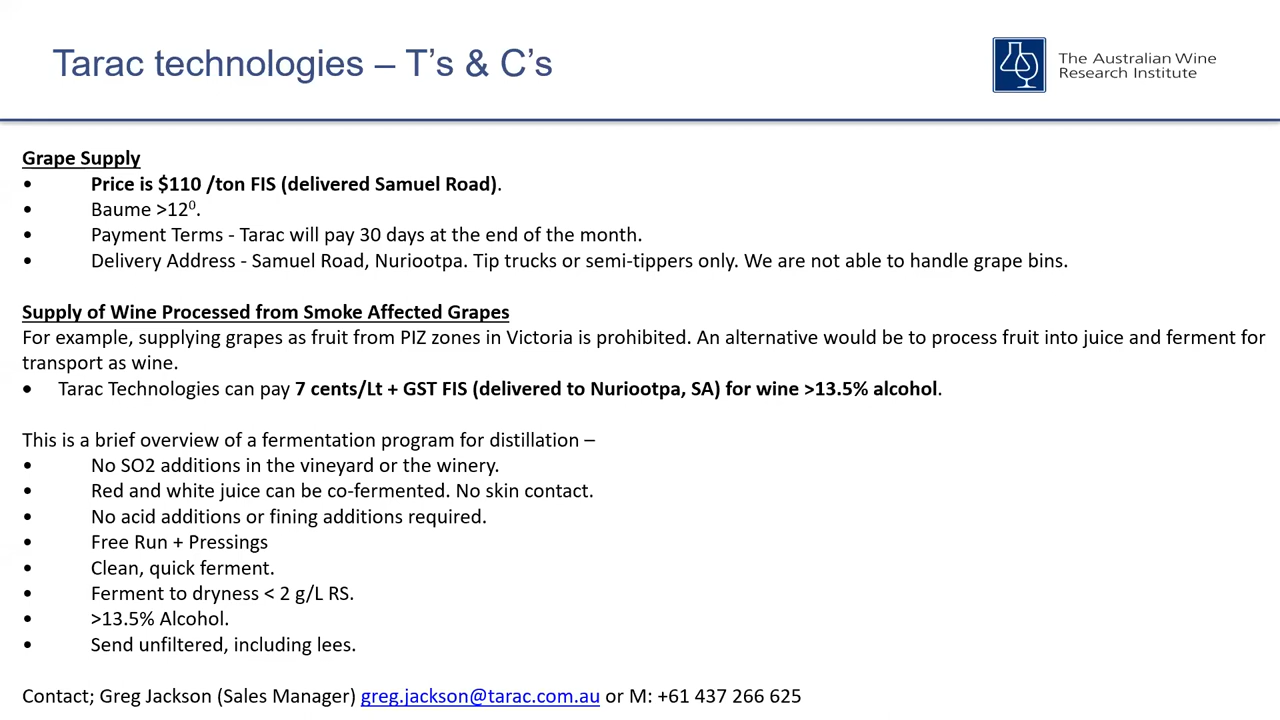 Tarac technologies – T's & C's
The Australian Wine
Research Institute
Grape Supply
• Price is $110 /ton FIS (delivered Samuel Road).
• Baume >12⁰.
• Payment Terms - Tarac will pay 30 days at the end of the month.
• Delivery Address - Samuel Road, Nuriootpa. Tip trucks or semi-tippers only. We are not able to handle grape bins.
Supply of Wine Processed from Smoke Affected Grapes
For example, supplying grapes as fruit from PIZ zones in Victoria is prohibited. An alternative would be to process fruit into juice and ferment for
transport as wine.
• Tarac Technologies can pay 7 cents/Lt + GST FIS (delivered to Nuriootpa, SA) for wine >13.5% alcohol.
This is a brief overview of a fermentation program for distillation –
• No SO2 additions in the vineyard or the winery.
• Red and white juice can be co-fermented. No skin contact.
• No acid additions or fining additions required.
• Free Run + Pressings
• Clean, quick ferment.
• Ferment to dryness < 2 g/L RS.
• >13.5% Alcohol.
• Send unfiltered, including lees.
Contact; Greg Jackson (Sales Manager) greg.jackson@tarac.com.au or M: +61 437 266 625